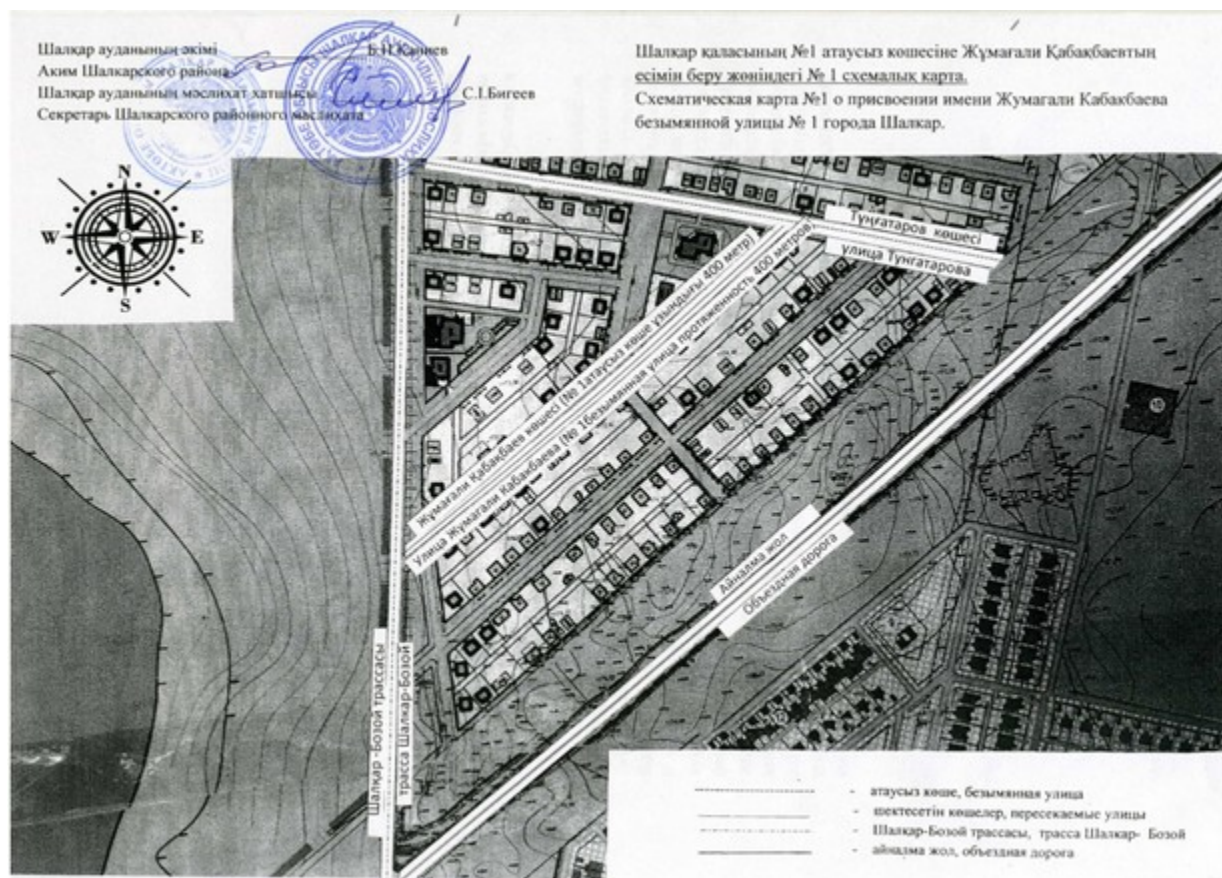 Шалқар ауданының әкімі Б.Н.Каниев
Аким Шалкарского района
Шалқар ауданының мәслихат хатшысы С.І.Бигеев
Секретарь Шалкарского районного маслихата
Шалқар қаласының №1 атаусыз көшесіне Жұмағали Қабақбаевтың
есімін беру жөніндегі № 1 схемалық карта.
Схематическая карта №1 о присвоении имени Жумагали Кабакбаева
безымянной улицы № 1 города Шалкар.
N
W
E
S
Тұңғатаров көшесі
улица Тунгатарова
Жұмағали Қабақбаев көшесі (№ 1атаусыз көше ұзындығы 400 метр)
Улица Жумагали Кабакбаева (№ 1безымянная улица протяженность 400 метров)
Айналма жол
Объездная дорога
Шалқар -Бозой трассасы
трасса Шалкар-Бозой
- атаусыз көше, безымянная улица
- шектесетін көшелер, пересекаемые улицы
- Шалқар-Бозой трассасы, трасса Шалкар- Бозой
- айналма жол, объездная дорога